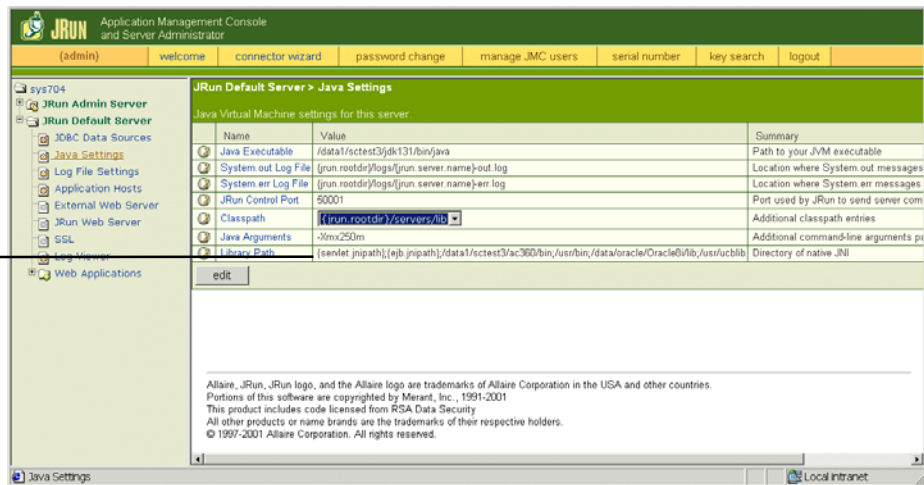 JRUN
Application Management Console
and Server Administrator
(admin) welcome connector wizard password change manage JMC users serial number key search logout
sys704
JRun Admin Server
JRun Default Server
JDBC Data Sources
Java Settings
Log File Settings
Application Hosts
External Web Server
JRun Web Server
SSL
Log Viewer
Web Applications
JRun Default Server > Java Settings
Java Virtual Machine settings for this server.
Name Value Summary
Java Executable /data1/sctest3/jdk131/bin/java Path to your JVM executable
System.out Log File {jrun.rootdir}/logs/{jrun.server.name}-out.log Location where System.out messages
System.err Log File {jrun.rootdir}/logs/{jrun.server.name}-err.log Location where System.err messages
JRun Control Port 50001 Port used by JRun to send server com
Classpath {jrun.rootdir}/servers/lib Additional classpath entries
Java Arguments -Xmx250m Additional command-line arguments pa
Library Path {servlet.jnipath};{ejb.jnipath};/data1/sctest3/ac360/bin;/usr/bin;/data/oracle/Oracle8i/lib;/usr/ucblib Directory of native JNI
edit
Allaire, JRun, JRun logo, and the Allaire logo are trademarks of Allaire Corporation in the USA and other countries.
Portions of this software are copyrighted by Merant, Inc., 1991-2001
This product includes code licensed from RSA Data Security
All other products or name brands are the trademarks of their respective holders.
© 1997-2001 Allaire Corporation. All rights reserved.
Java Settings Local intranet